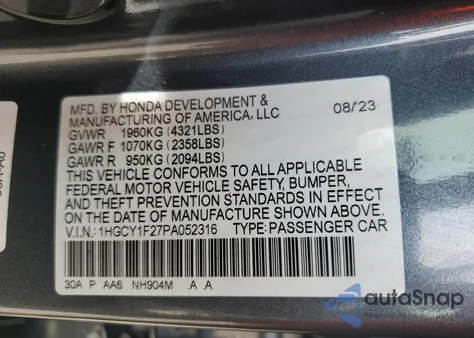 MFD. BY HONDA DEVELOPMENT &
MANUFACTURING OF AMERICA, LLC 08/'23
GVWR 1960KG (4321LBS)
GAWR F 1070KG (2358LBS)
GAWR R 950KG (2094LBS)
THIS VEHICLE CONFORMS TO ALL APPLICABLE
FEDERAL MOTOR VEHICLE SAFETY, BUMPER,
AND THEFT PREVENTION STANDARDS IN EFFECT
ON THE DATE OF MANUFACTURE SHOWN ABOVE.
V.I.N.: 1HGCY1F27PA052316 TYPE: PASSENGER CAR
30A P AA6 NH904M .A .A
autoSnap